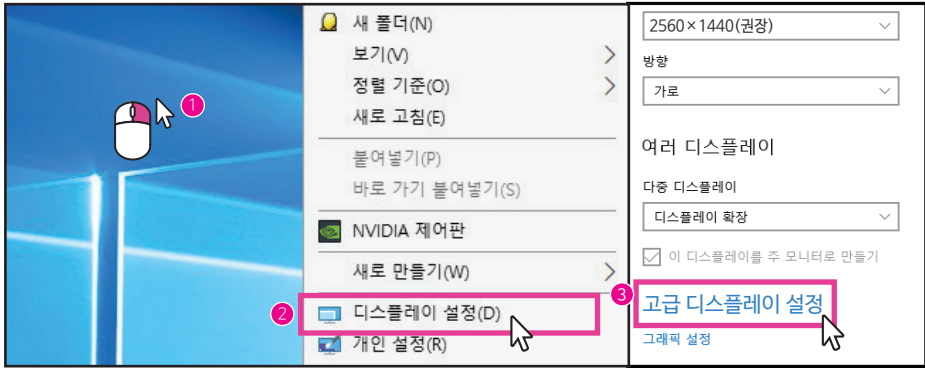 1
새 폴더(N)
보기(V)
정렬 기준(O)
새로 고침(E)
붙여넣기(P)
바로 가기 붙여넣기(S)
NVIDIA 제어판
새로 만들기(W)
2
디스플레이 설정(D)
개인 설정(R)
2560×1440(권장)
방향
가로
여러 디스플레이
다중 디스플레이
디스플레이 확장
이 디스플레이를 주 모니터로 만들기
3
고급 디스플레이 설정
그래픽 설정